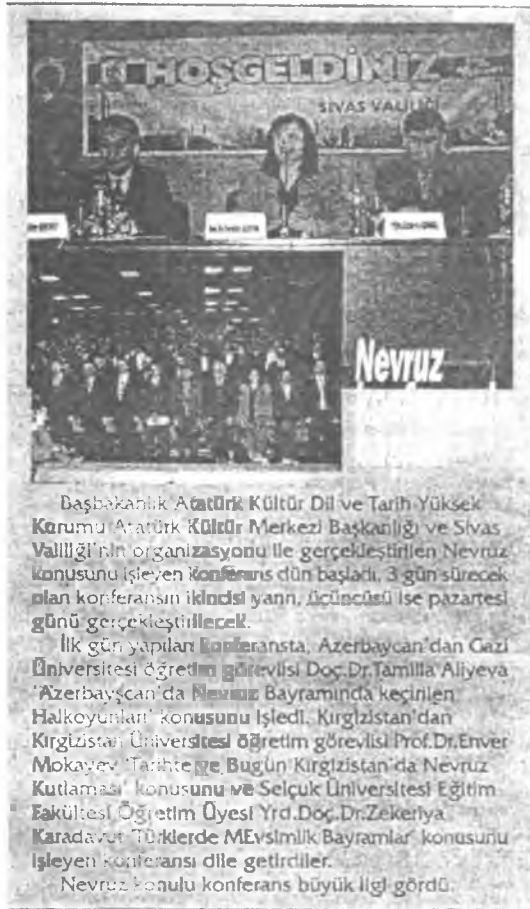 HOŞGELDİNİZ
SİVAS VALİLİĞİ
Nevruz
Başbakanlık Atatürk Kültür Dil ve Tarih Yüksek
Kurumu Atatürk Kültür Merkezi Başkanlığı ve Sivas
Valiliği'nin organizasyonu ile gerçekleştirilen Nevruz
konusunu işleyen konferans dün başladı. 3 gün sürecek
olan konferansın ikincisi yarın, üçüncüsü ise pazartesi
günü gerçekleştirilecek.
İlk gün yapılan konferansta, Azerbaycan'dan Gazi
Üniversitesi öğretim görevlisi Doç.Dr.Tamilla Aliyeva
'Azerbayşcan'da Nevruz Bayramında keçirilen
Halkoyunları' konusunu işledi. Kırgizistan'dan
Kırgizistan Üniversitesi öğretim görevlisi Prof.Dr.Enver
Mokayev 'Tarihte ve Bugün Kırgizistan'da Nevruz
Kutlaması' konusunu ve Selçuk Üniversitesi Eğitim
Fakültesi Öğretim Üyesi Yrd.Doç.Dr.Zekeriya
Karadavut 'Türklerde MEvsimlik Bayramlar' konusunu
işleyen konferansı dile getirdiler.
Nevruz konulu konferans büyük ilgi gördü.